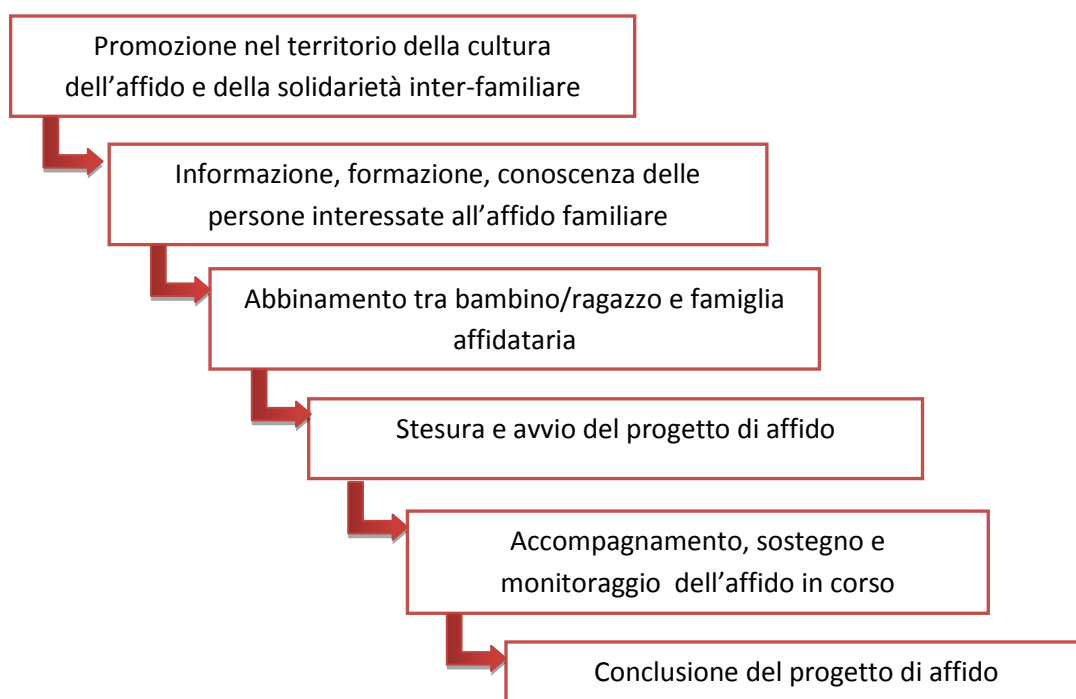 Promozione nel territorio della cultura
dell’affido e della solidarietà inter-familiare
Informazione, formazione, conoscenza delle
persone interessate all’affido familiare
Abbinamento tra bambino/ragazzo e famiglia
affidataria
Stesura e avvio del progetto di affido
Accompagnamento, sostegno e
monitoraggio dell’affido in corso
Conclusione del progetto di affido